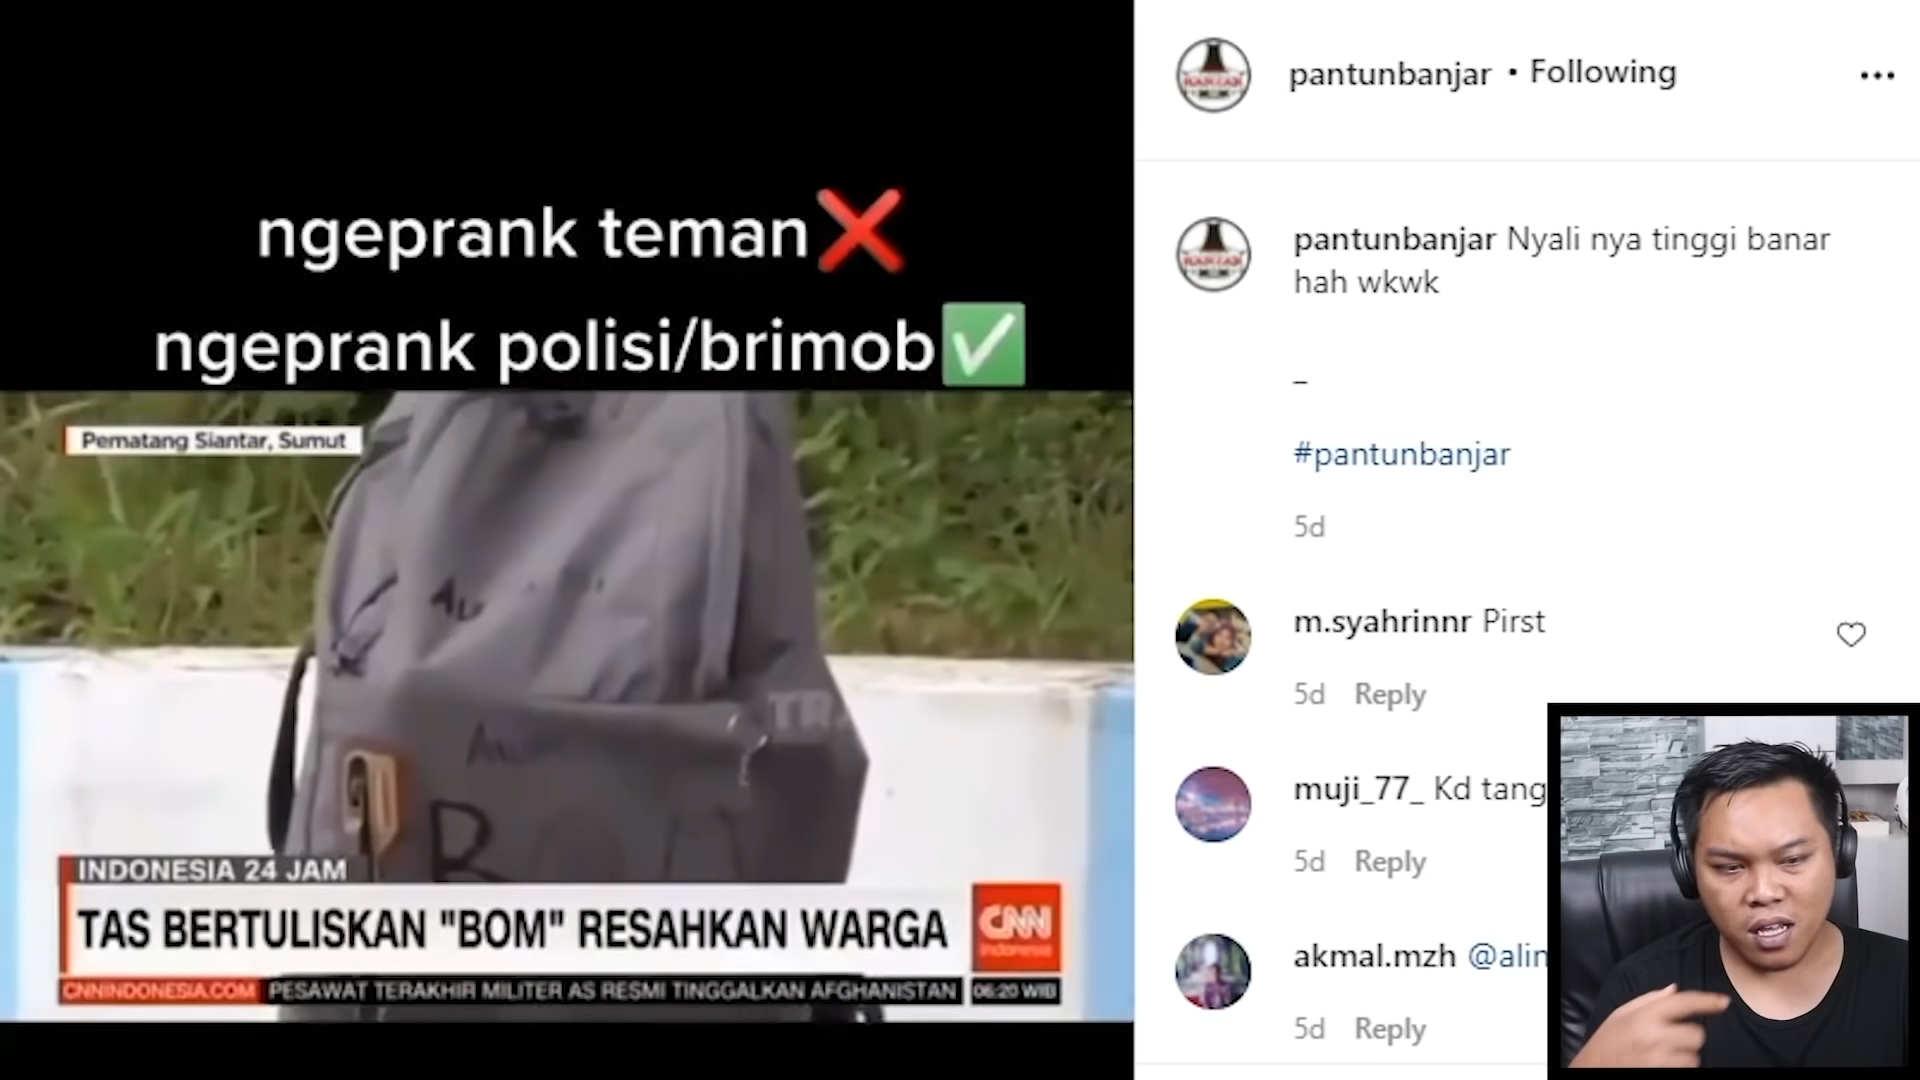 ngeprank teman❌
ngeprank polisi/brimob✅
Pematang Siantar, Sumut
BO
INDONESIA 24 JAM
TAS BERTULISKAN "BOM" RESAHKAN WARGA
CNN
Indonesia
CNNINDONESIA.COM PESAWAT TERAKHIR MILITER AS RESMI TINGGALKAN AFGHANISTAN 06:20 WIB
pantunbanjar • Following
pantunbanjar Nyali nya tinggi banar
hah wkwk
_
#pantunbanjar
5d
m.syahrinnr Pirst
5d Reply
muji_77_ Kd tang
5d Reply
akmal.mzh @alin
5d Reply